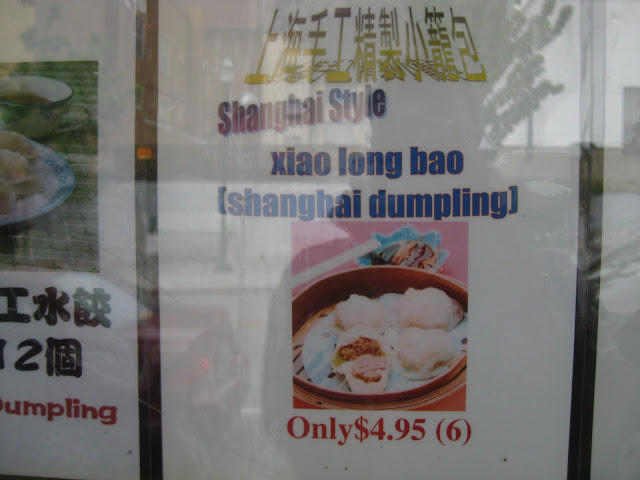 上海手工精製小籠包
Shanghai Style
xiao long bao
(shanghai dumpling)
Only$4.95 (6)
工水餃
12個
Dumpling